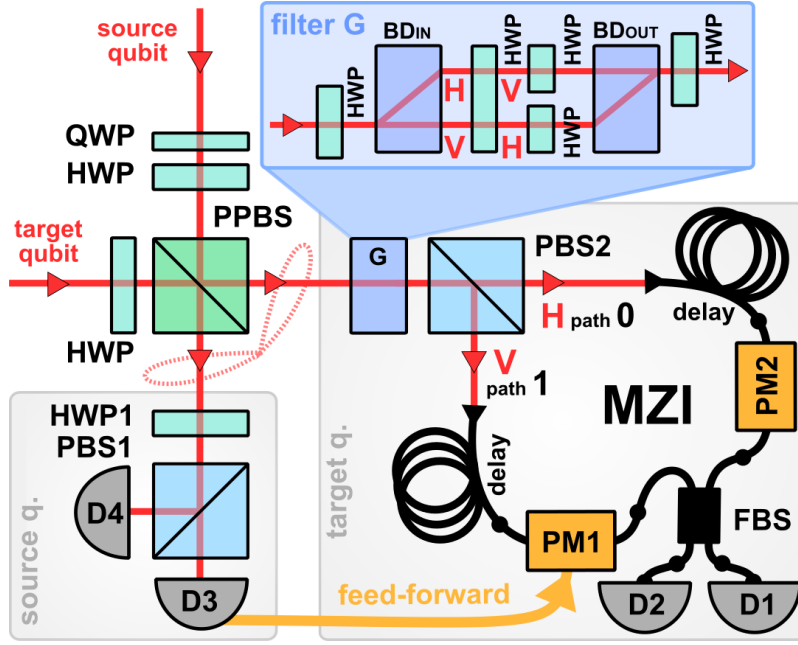 source
qubit
filter G
BDIN
HWP
HWP
BDOUT
HWP
HWP
H
V
V
H
HWP
QWP
HWP
target
qubit
PPBS
HWP
G
PBS2
H path 0
delay
V
path 1
PM2
MZI
HWP1
PBS1
D4
D3
source q.
target q.
delay
PM1
FBS
feed-forward
D2
D1